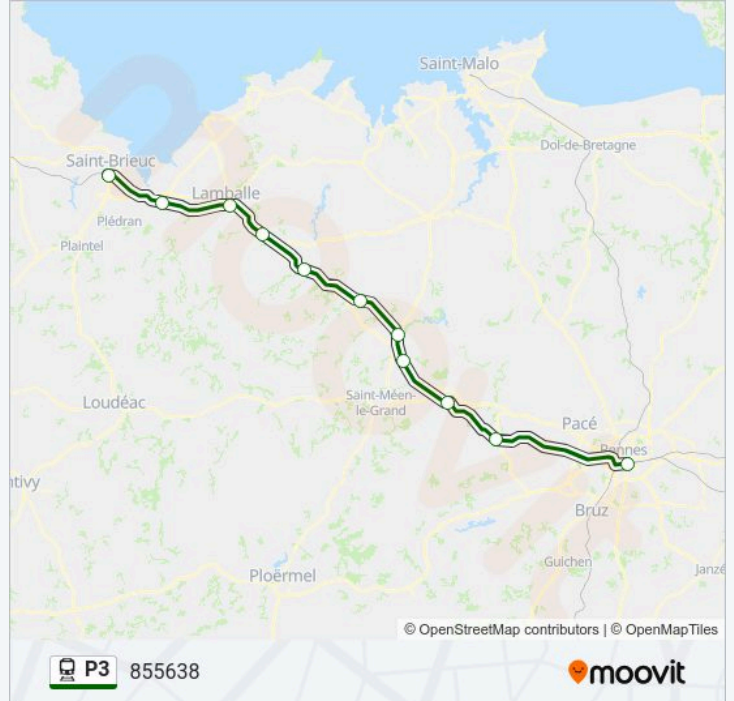 Saint-Malo
Dol-de-Bretagne
Saint-Brieuc
Lamballe
Plédran
Plaintel
Saint-Méen-
le-Grand
Loudéac
Pacé
Rennes
ntivy
Bruz
Guichen
Ploërmel
Janzé
© OpenStreetMap contributors | © OpenMapTiles
P3 855638
moovit